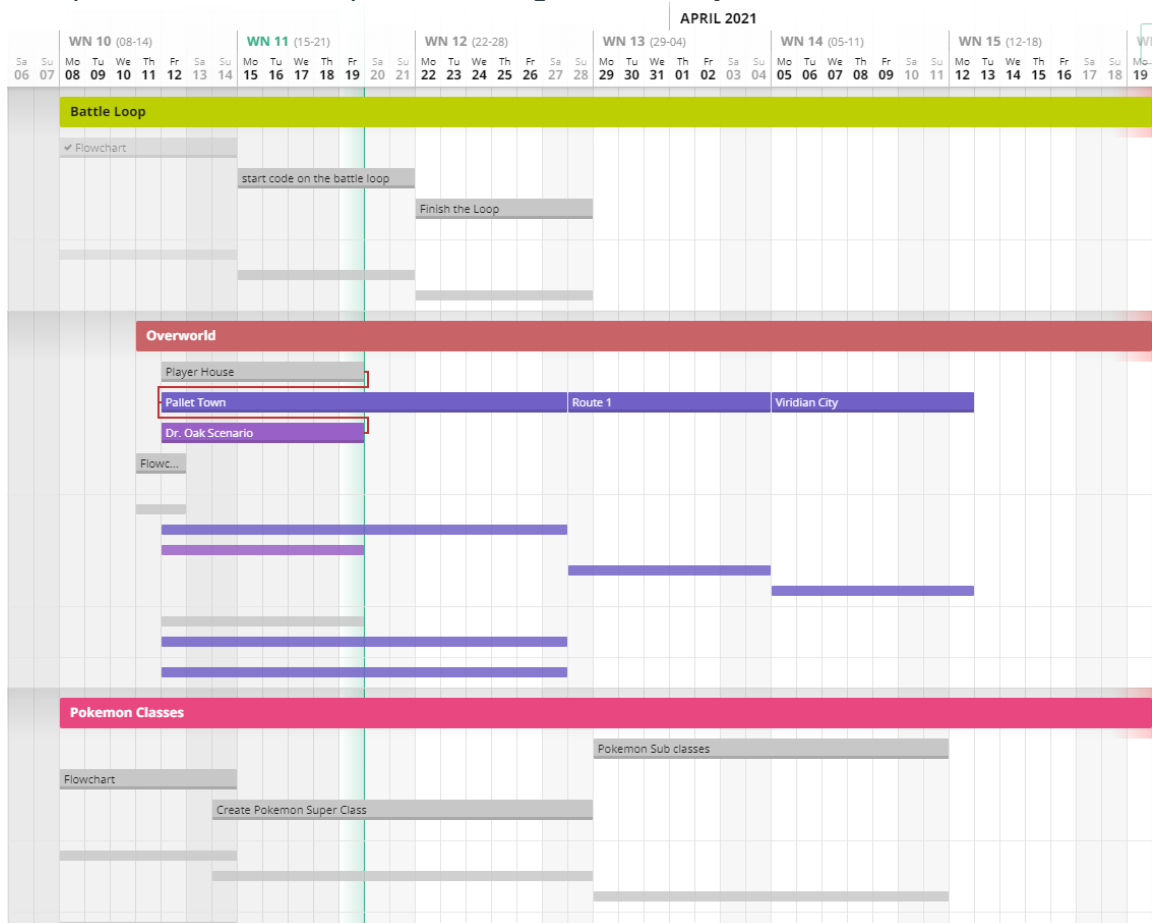 APRIL 2021
WN 10 (08-14) WN 11 (15-21) WN 12 (22-28) WN 13 (29-04) WN 14 (05-11) WN 15 (12-18)
Sa Su Mo Tu We Th Fr Sa Su Mo Tu We Th Fr Sa Su Mo Tu We Th Fr Sa Su Mo Tu We Th Fr Sa Su Mo Tu We Th Fr Sa Su Mo Tu We Th Fr Sa Su Mo
06 07 08 09 10 11 12 13 14 15 16 17 18 19 20 21 22 23 24 25 26 27 28 29 30 31 01 02 03 04 05 06 07 08 09 10 11 12 13 14 15 16 17 18 19
Battle Loop
✔ Flowchart
start code on the battle loop
Finish the Loop
Overworld
Player House
Pallet Town Route 1 Viridian City
Dr. Oak Scenario
Flowc...
Pokemon Classes
Pokemon Sub classes
Flowchart
Create Pokemon Super Class